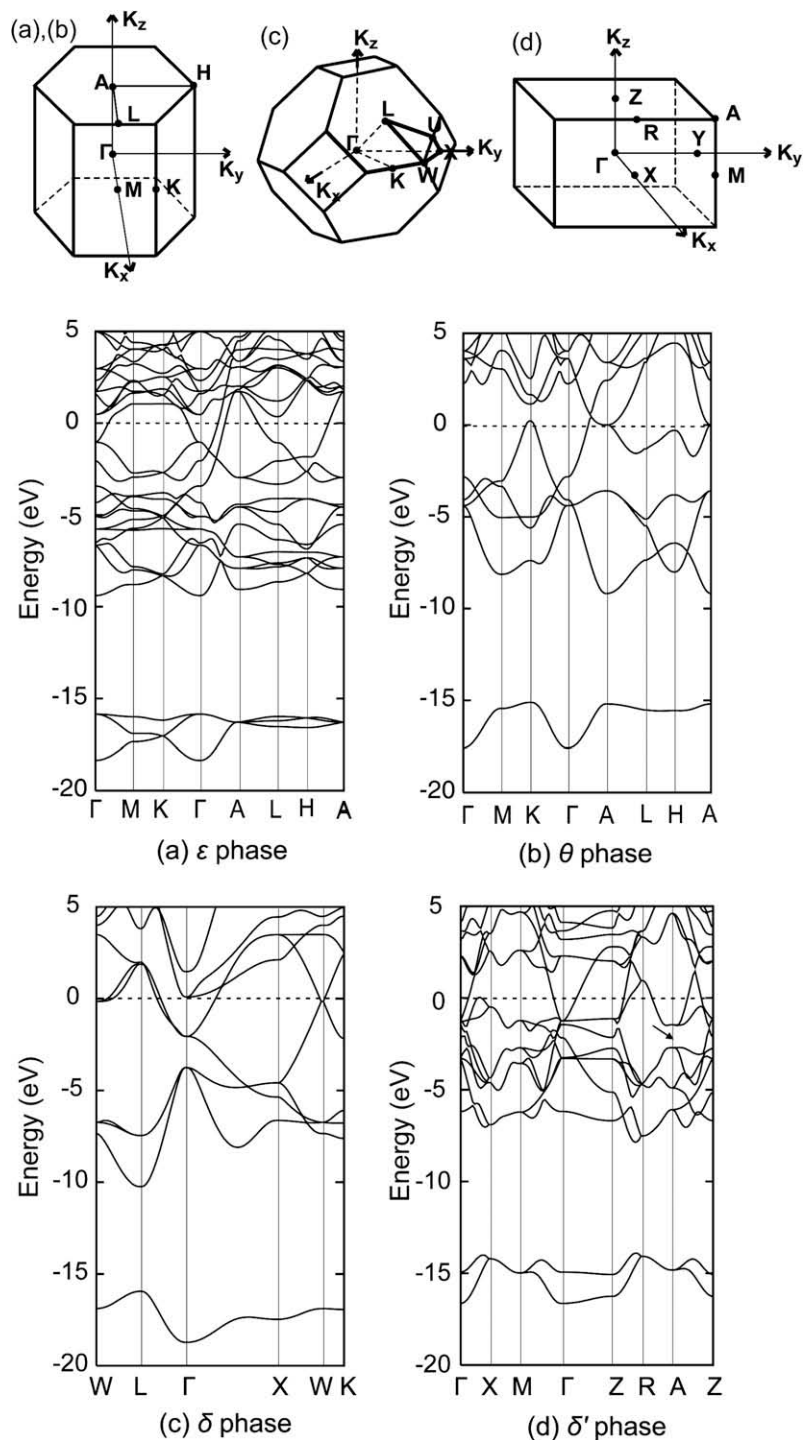 (a),(b)
(c)
(d)
Kz
A
H
L
Γ
Ky
M
K
Kx
Kz
L
U
Γ
X
Ky
W
K
Kx
Kz
Z
A
R
Y
Γ
Ky
X
M
Kx
Energy (eV)
5
0
-5
-10
-15
-20
Γ M K Γ A L H A
(a) ε phase
Energy (eV)
5
0
-5
-10
-15
-20
Γ M K Γ A L H A
(b) θ phase
Energy (eV)
5
0
-5
-10
-15
-20
W L Γ X W K
(c) δ phase
Energy (eV)
5
0
-5
-10
-15
-20
Γ X M Γ Z R A Z
(d) δ′ phase